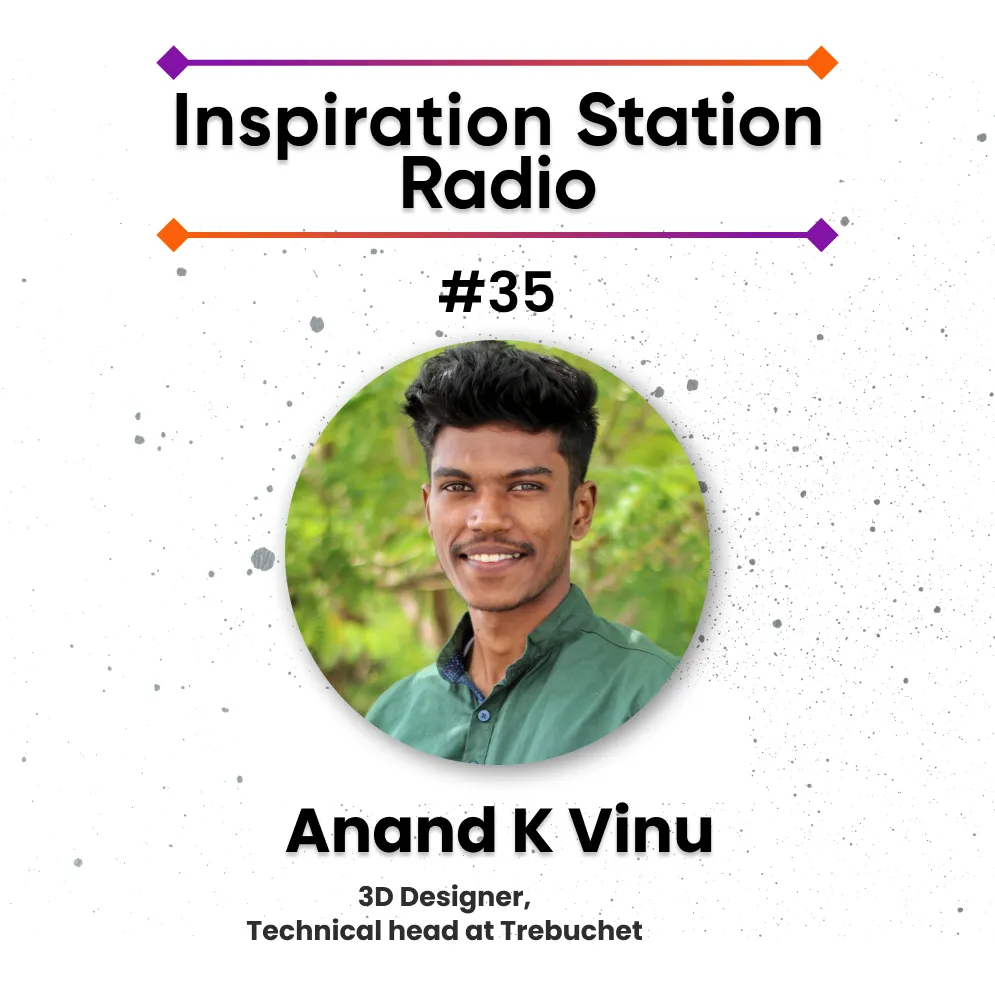 Inspiration Station
Radio
#35
Anand K Vinu
3D Designer,
Technical head at Trebuchet